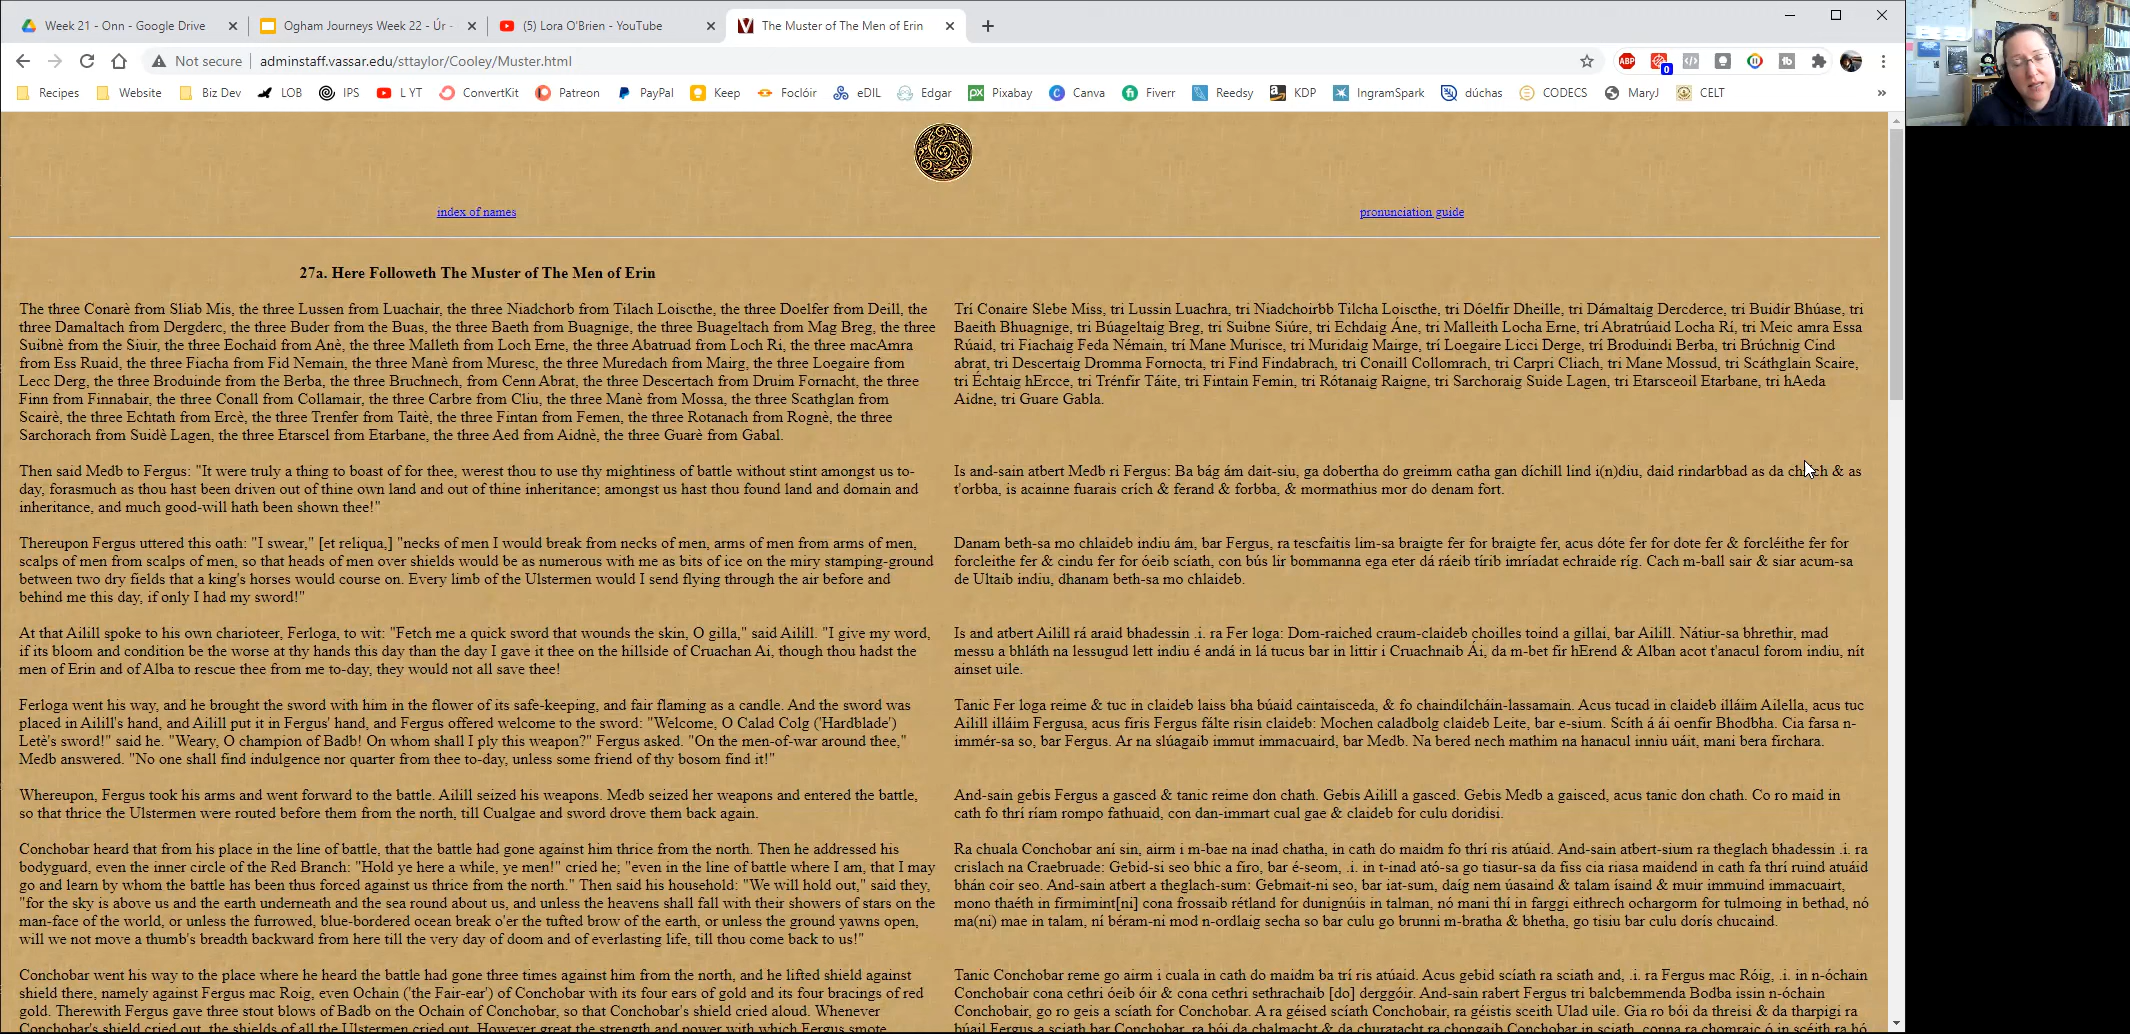 Week 21 - Onn - Google Drive
Ogham Journeys Week 22 - Úr -
(5) Lora O'Brien - YouTube
The Muster of The Men of Erin
Not secure
adminstaff.vassar.edu/sttaylor/Cooley/Muster.html
ABP
0
Recipes
Website
Biz Dev
LOB
IPS
L YT
ConvertKit
Patreon
PayPal
Keep
Foclóir
eDIL
Edgar
Pixabay
Canva
Fiverr
Reedsy
KDP
IngramSpark
dúchas
CODECS
MaryJ
CELT
»
index of names
pronunciation guide
27a. Here Followeth The Muster of The Men of Erin
The three Conarè from Sliab Mis, the three Lussen from Luachair, the three Niadchorb from Tilach Loiscthe, the three Doelfer from Deill, the
three Damaltach from Dergderc, the three Buder from the Buas, the three Baeth from Buagnige, the three Buageltach from Mag Breg, the three
Suibnè from the Siuir, the three Eochaid from Anè, the three Malleth from Loch Erne, the three Abatruad from Loch Ri, the three macAmra
from Ess Ruaid, the three Fiacha from Fid Nemain, the three Manè from Muresc, the three Muredach from Mairg, the three Loegaire from
Lecc Derg, the three Broduinde from the Berba, the three Bruchnech, from Cenn Abrat, the three Descertach from Druim Fornacht, the three
Finn from Finnabair, the three Conall from Collamair, the three Carbre from Cliu, the three Manè from Mossa, the three Scathglan from
Scairè, the three Echtath from Ercè, the three Trenfer from Taitè, the three Fintan from Femen, the three Rotanach from Rognè, the three
Sarchorach from Suidè Lagen, the three Etarscel from Etarbane, the three Aed from Aidnè, the three Guarè from Gabal.
Then said Medb to Fergus: "It were truly a thing to boast of for thee, werest thou to use thy mightiness of battle without stint amongst us to-
day, forasmuch as thou hast been driven out of thine own land and out of thine inheritance; amongst us hast thou found land and domain and
inheritance, and much good-will hath been shown thee!"
Thereupon Fergus uttered this oath: "I swear," [et reliqua,] "necks of men I would break from necks of men, arms of men from arms of men,
scalps of men from scalps of men, so that heads of men over shields would be as numerous with me as bits of ice on the miry stamping-ground
between two dry fields that a king's horses would course on. Every limb of the Ulstermen would I send flying through the air before and
behind me this day, if only I had my sword!"
At that Ailill spoke to his own charioteer, Ferloga, to wit: "Fetch me a quick sword that wounds the skin, O gilla," said Ailill. "I give my word,
if its bloom and condition be the worse at thy hands this day than the day I gave it thee on the hillside of Cruachan Ai, though thou hadst the
men of Erin and of Alba to rescue thee from me to-day, they would not all save thee!
Ferloga went his way, and he brought the sword with him in the flower of its safe-keeping, and fair flaming as a candle. And the sword was
placed in Ailill's hand, and Ailill put it in Fergus' hand, and Fergus offered welcome to the sword: "Welcome, O Calad Colg ('Hardblade')
Letè's sword!" said he. "Weary, O champion of Badb! On whom shall I ply this weapon?" Fergus asked. "On the men-of-war around thee,"
Medb answered. "No one shall find indulgence nor quarter from thee to-day, unless some friend of thy bosom find it!"
Whereupon, Fergus took his arms and went forward to the battle. Ailill seized his weapons. Medb seized her weapons and entered the battle,
so that thrice the Ulstermen were routed before them from the north, till Cualgae and sword drove them back again.
Conchobar heard that from his place in the line of battle, that the battle had gone against him thrice from the north. Then he addressed his
bodyguard, even the inner circle of the Red Branch: "Hold ye here a while, ye men!" cried he; "even in the line of battle where I am, that I may
go and learn by whom the battle has been thus forced against us thrice from the north." Then said his household: "We will hold out," said they,
"for the sky is above us and the earth underneath and the sea round about us, and unless the heavens shall fall with their showers of stars on the
man-face of the world, or unless the furrowed, blue-bordered ocean break o'er the tufted brow of the earth, or unless the ground yawns open,
will we not move a thumb's breadth backward from here till the very day of doom and of everlasting life, till thou come back to us!"
Conchobar went his way to the place where he heard the battle had gone three times against him from the north, and he lifted shield against
shield there, namely against Fergus mac Roig, even Ochain ('the Fair-ear') of Conchobar with its four ears of gold and its four bracings of red
gold. Therewith Fergus gave three stout blows of Badb on the Ochain of Conchobar, so that Conchobar's shield cried aloud. Whenever
Conchobar's shield cried out, the shields of all the Ulstermen cried out. However great the strength and power with which Fergus smote
Trí Conaire Slebe Miss, tri Lussin Luachra, tri Niadchoirbb Tilcha Loiscthe, tri Dóelfir Dheille, tri Dámaltaig Dercderce, tri Buidir Bhúase, tri
Baeith Bhuagnige, tri Búageltaig Breg, tri Suibne Siúre, tri Echdaig Áne, tri Malleith Locha Erne, tri Abratrúaid Locha Rí, tri Meic amra Essa
Rúaid, tri Fiachaig Feda Némain, trí Mane Murisce, tri Muridaig Mairge, trí Loegaire Licci Derge, trí Broduindi Berba, tri Brúchnig Cind
abrat, tri Descertaig Dromma Fornocta, tri Find Findabrach, tri Conaill Collomrach, tri Carpri Cliach, tri Mane Mossud, tri Scáthglain Scaire,
tri Échtaig hErcce, tri Trénfir Táite, tri Fintain Femin, tri Rótanaig Raigne, tri Sarchoraig Suide Lagen, tri Etarsceoil Etarbane, tri hAeda
Aidne, tri Guare Gabla.
Is and-sain atbert Medb ri Fergus: Ba bág ám dait-siu, ga dobertha do greimm catha gan díchill lind i(n)diu, daid rindarbbad as da & as
t'orbba, is acainne fuarais crích & ferand & forbba, & mormathius mor do denam fort.
Danam beth-sa mo chlaideb indiu ám, bar Fergus, ra tescfaitis lim-sa braigte fer for braigte fer, acus dóte fer for dote fer & forcléithe fer for
forcleithe fer & cindu fer for óeib scíath, con bús lir bommanna ega eter dá ráeib tírib imríadat echraide ríg. Cach m-ball sair & siar acum-sa
de Ultaib indiu, dhanam beth-sa mo chlaideb.
Is and atbert Ailill rá araid bhadessin .i. ra Fer loga: Dom-raiched craum-claideb choilles toind a gillai, bar Ailill. Nátiur-sa bhrethir, mad
messu a bhláth na lessugud lett indiu é andá in lá tucus bar in littir i Cruachnaib Ái, da m-bet fir hErend & Alban acot t'anacul forom indiu, nít
ainset uile.
Tanic Fer loga reime & tuc in claideb laiss bha búaid caintaisceda, & fo chaindilcháin-lassamain. Acus tucad in claideb illáim Ailella, acus tuc
Ailill illáim Fergusa, acus firis Fergus fálte risin claideb: Mochen caladbolg claideb Leite, bar e-sium. Scíth á ái oenfir Bhodhba. Cia farsa n-
immér-sa so, bar Fergus. Ar na slúagaib immut immacuaird, bar Medb. Na bered nech mathim na hanacul inniu uáit, mani bera fírchara.
And-sain gebis Fergus a gasced & tanic reime don chath. Gebis Ailill a gasced. Gebis Medb a gaisced, acus tanic don chath. Co ro maid in
cath fo thrí ríam rompo fathuaid, con dan-immart cual gae & claideb for culu doridisi.
Ra chuala Conchobar aní sin, airm i m-bae na inad chatha, in cath do maidm fo thrí ris atúaid. And-sain atbert-sium ra theglach bhadessin .i. ra
crislach na Craebruade: Gebid-si seo bhic a firo, bar é-seom, .i. in t-inad ató-sa go tiasur-sa da fiss cia riasa maidend in cath fa thrí ruind atuáid
bhán coir seo. And-sain atbert a theglach-sum: Gebmait-ni seo, bar iat-sum, daíg nem úasaind & talam ísaind & muir immuind immacuairt,
mono thaéth in firmimint[ni] cona frossaib rétland for dunignúis in talman, nó mani thí in farggi eithrech ochargorm for tulmoing in bethad, nó
ma(ni) mae in talam, ní béram-ni mod n-ordlaig secha so bar culu go brunni m-bratha & bhetha, go tisiu bar culu dorís chucaind.
Tanic Conchobar reme go airm i cuala in cath do maidm ba trí ris atúaid. Acus gebid scíath ra sciath and, .i. ra Fergus mac Róig, .i. in n-óchain
Conchobair cona cethri óeib óir & cona cethri sethrachaib [do] derggóir. And-sain rabert Fergus tri balcbemmenda Bodba issin n-óchain
Conchobair, go ro geis a scíath for Conchobar. A ra géised scíath Conchobair, ra géistis sceith Ulad uile. Gia ro bói da threisi & da tharpigi ra
búail Fergus a sciath bar Conchobar, ra bói da chalmacht & da churatacht ra chongaib Conchobar in scíath, conna ra chomraic ó in scéith ra hó